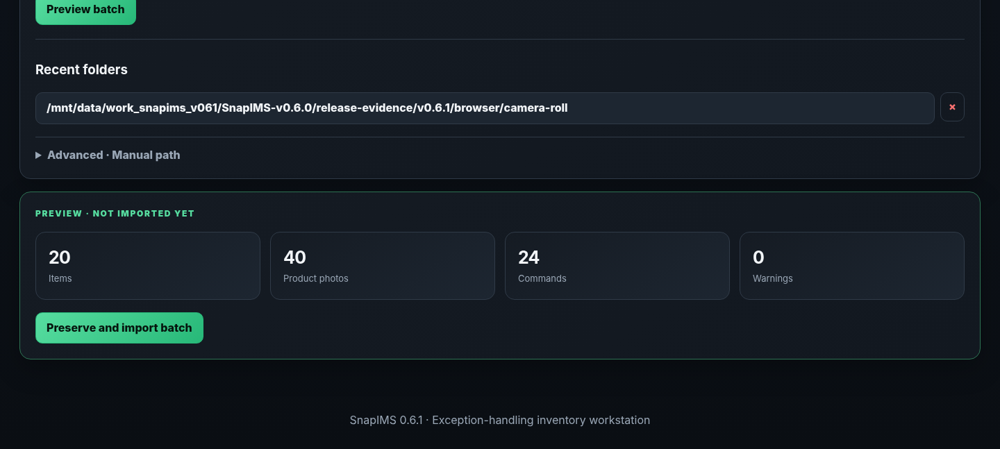 Preview batch
Recent folders
/mnt/data/work_snapims_v061/SnapIMS-v0.6.0/release-evidence/v0.6.1/browser/camera-roll
×
▶ Advanced · Manual path
PREVIEW · NOT IMPORTED YET
20
Items
40
Product photos
24
Commands
0
Warnings
Preserve and import batch
SnapIMS 0.6.1 · Exception-handling inventory workstation